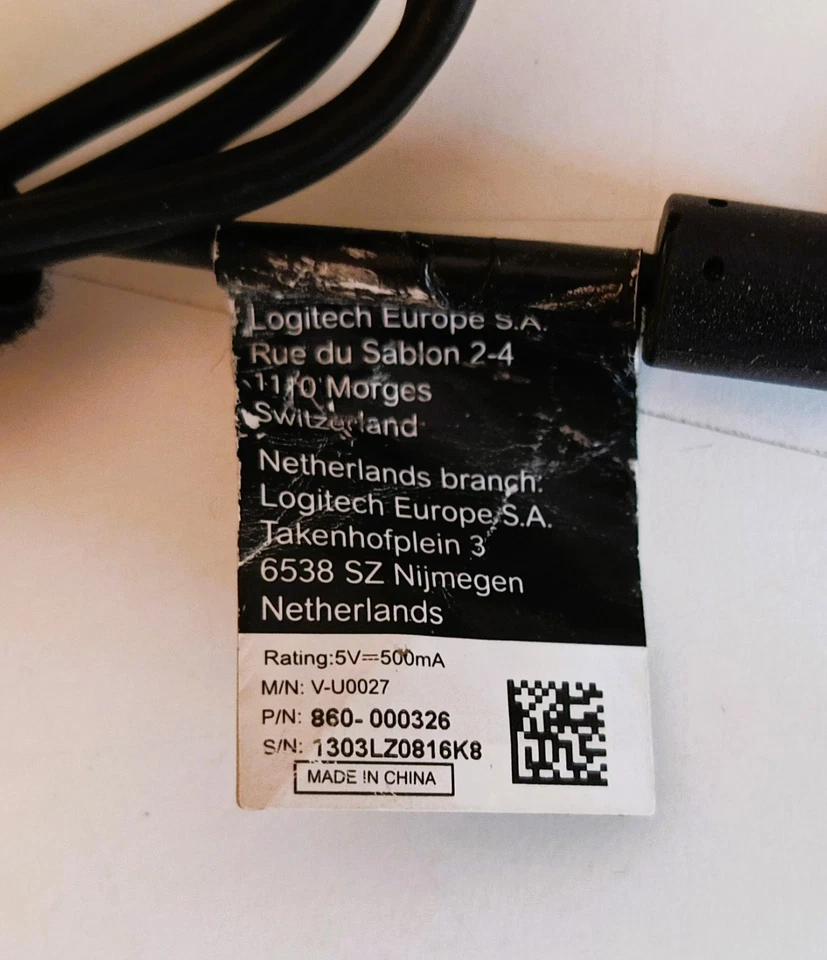 Logitech Europe S.A.
Rue du Sablon 2-4
1110 Morges
Switzerland
Netherlands branch:
Logitech Europe S.A.
Takenhofplein 3
6538 SZ Nijmegen
Netherlands
Rating:5V⎓500mA
M/N: V-U0027
P/N: 860-000326
S/N: 1303LZ0816K8
MADE IN CHINA